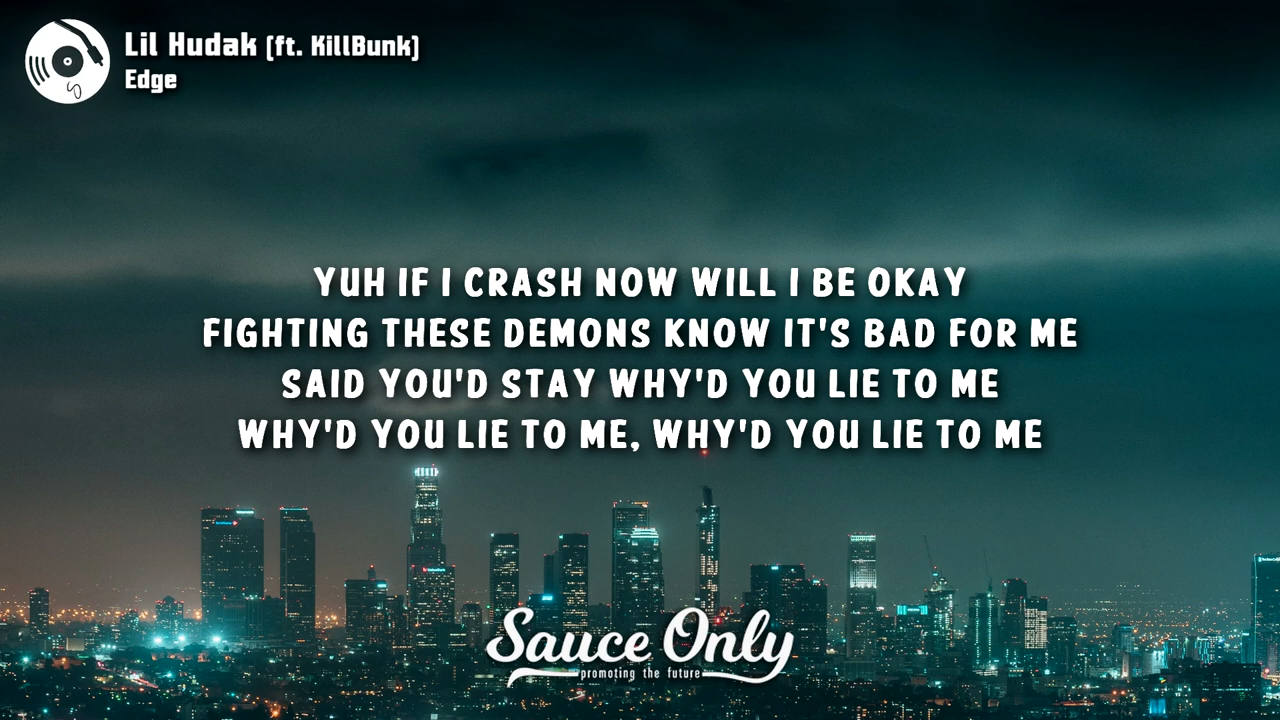 Lil Hudak (ft. KillBunk)
Edge
YUH IF I CRASH NOW WILL I BE OKAY
FIGHTING THESE DEMONS KNOW IT'S BAD FOR ME
SAID YOU'D STAY WHY'D YOU LIE TO ME
WHY'D YOU LIE TO ME, WHY'D YOU LIE TO ME
Sauce Only
promoting the future